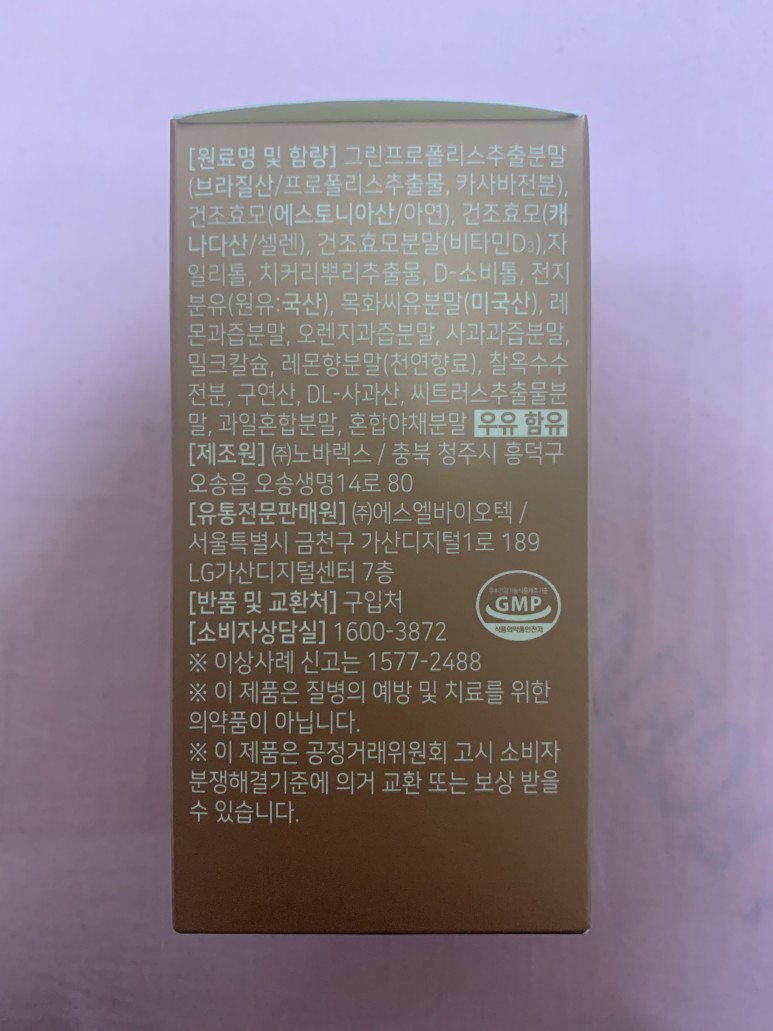 [원료명 및 함량] 그린프로폴리스추출분말
(브라질산/프로폴리스추출물, 카사바전분),
건조효모(에스토니아산/아연), 건조효모(캐
나다산/셀렌), 건조효모분말(비타민D₃),자
일리톨, 치커리뿌리추출물, D-소비톨, 전지
분유(원유:국산), 목화씨유분말(미국산), 레
몬과즙분말, 오렌지과즙분말, 사과과즙분말,
밀크칼슘, 레몬향분말(천연향료), 찰옥수수
전분, 구연산, DL-사과산, 씨트러스추출물분
말, 과일혼합분말, 혼합야채분말 우유 함유
[제조원] ㈜노바렉스 / 충북 청주시 흥덕구
오송읍 오송생명14로 80
[유통전문판매원] ㈜에스엘바이오텍 /
서울특별시 금천구 가산디지털1로 189
LG가산디지털센터 7층
[반품 및 교환처] 구입처
[소비자상담실] 1600-3872
GMP
식품의약품안전처
※ 이상사례 신고는 1577-2488
※ 이 제품은 질병의 예방 및 치료를 위한
의약품이 아닙니다.
※ 이 제품은 공정거래위원회 고시 소비자
분쟁해결기준에 의거 교환 또는 보상 받을
수 있습니다.